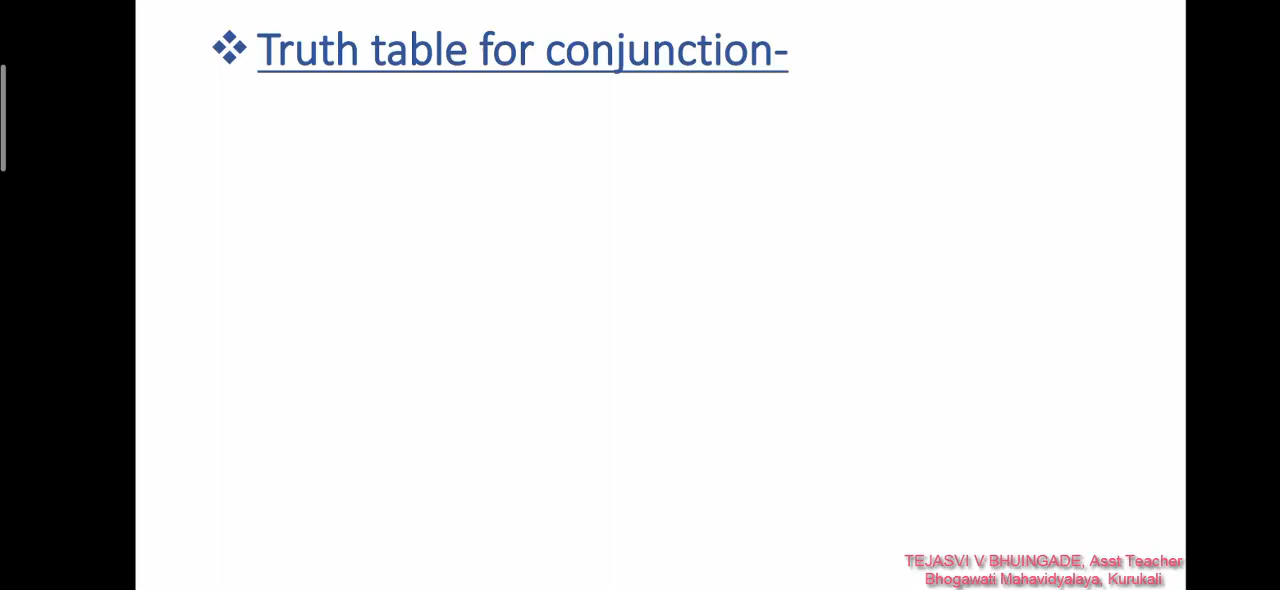 ❖ Truth table for conjunction-
TEJASVI V BHUINGADE, Asst Teacher
Bhogawati Mahavidyalaya, Kurukali